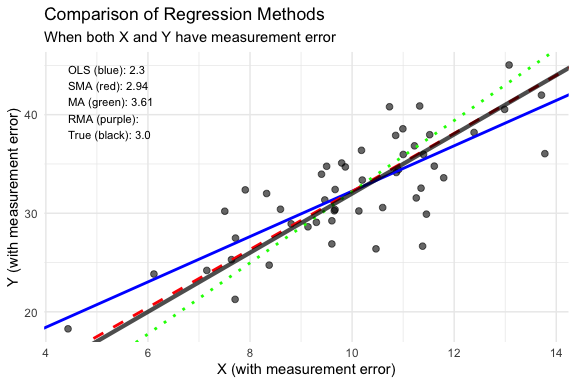 Comparison of Regression Methods
When both X and Y have measurement error
OLS (blue): 2.3
SMA (red): 2.94
MA (green): 3.61
RMA (purple):
True (black): 3.0
Y (with measurement error)
40
30
20
4 6 8 10 12 14
X (with measurement error)